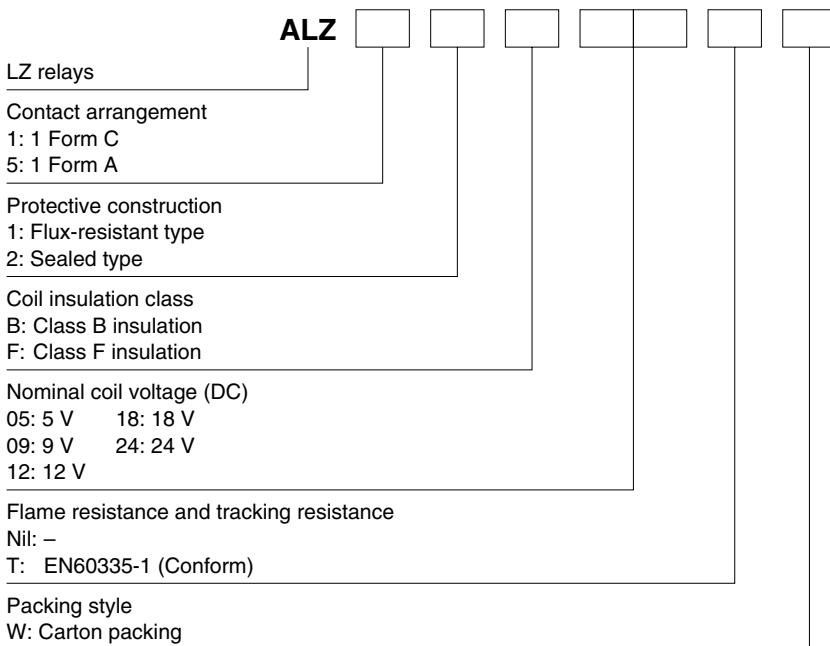 ALZ
LZ relays
Contact arrangement
1: 1 Form C
5: 1 Form A
Protective construction
1: Flux-resistant type
2: Sealed type
Coil insulation class
B: Class B insulation
F: Class F insulation
Nominal coil voltage (DC)
05: 5 V 18: 18 V
09: 9 V 24: 24 V
12: 12 V
Flame resistance and tracking resistance
Nil: –
T: EN60335-1 (Conform)
Packing style
W: Carton packing